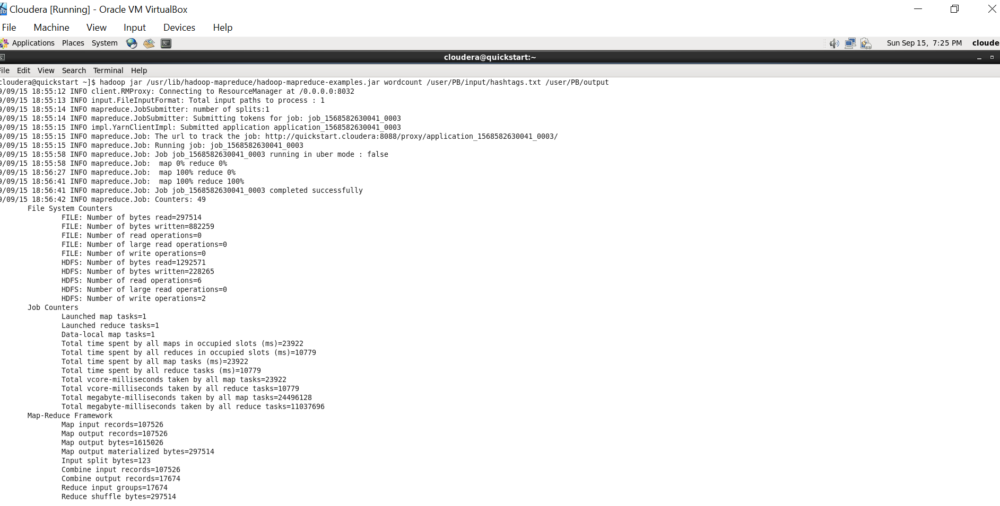 Cloudera [Running] - Oracle VM VirtualBox
File Machine View Input Devices Help
Applications Places System Sun Sep 15, 7:25 PM cloude
cloudera@quickstart:~
ile Edit View Search Terminal Help
cloudera@quickstart ~]$ hadoop jar /usr/lib/hadoop-mapreduce/hadoop-mapreduce-examples.jar wordcount /user/PB/input/hashtags.txt /user/PB/output
9/09/15 18:55:12 INFO client.RMProxy: Connecting to ResourceManager at /0.0.0.0:8032
9/09/15 18:55:13 INFO input.FileInputFormat: Total input paths to process : 1
9/09/15 18:55:14 INFO mapreduce.JobSubmitter: number of splits:1
9/09/15 18:55:14 INFO mapreduce.JobSubmitter: Submitting tokens for job: job_1568582630041_0003
9/09/15 18:55:15 INFO impl.YarnClientImpl: Submitted application application_1568582630041_0003
9/09/15 18:55:15 INFO mapreduce.Job: The url to track the job: http://quickstart.cloudera:8088/proxy/application_1568582630041_0003/
9/09/15 18:55:15 INFO mapreduce.Job: Running job: job_1568582630041_0003
9/09/15 18:55:58 INFO mapreduce.Job: Job job_1568582630041_0003 running in uber mode : false
9/09/15 18:55:58 INFO mapreduce.Job:  map 0% reduce 0%
9/09/15 18:56:27 INFO mapreduce.Job:  map 100% reduce 0%
9/09/15 18:56:41 INFO mapreduce.Job:  map 100% reduce 100%
9/09/15 18:56:41 INFO mapreduce.Job: Job job_1568582630041_0003 completed successfully
9/09/15 18:56:42 INFO mapreduce.Job: Counters: 49
File System Counters
FILE: Number of bytes read=297514
FILE: Number of bytes written=882259
FILE: Number of read operations=0
FILE: Number of large read operations=0
FILE: Number of write operations=0
HDFS: Number of bytes read=1292571
HDFS: Number of bytes written=228265
HDFS: Number of read operations=6
HDFS: Number of large read operations=0
HDFS: Number of write operations=2
Job Counters
Launched map tasks=1
Launched reduce tasks=1
Data-local map tasks=1
Total time spent by all maps in occupied slots (ms)=23922
Total time spent by all reduces in occupied slots (ms)=10779
Total time spent by all map tasks (ms)=23922
Total time spent by all reduce tasks (ms)=10779
Total vcore-milliseconds taken by all map tasks=23922
Total vcore-milliseconds taken by all reduce tasks=10779
Total megabyte-milliseconds taken by all map tasks=24496128
Total megabyte-milliseconds taken by all reduce tasks=11037696
Map-Reduce Framework
Map input records=107526
Map output records=107526
Map output bytes=1615026
Map output materialized bytes=297514
Input split bytes=123
Combine input records=107526
Combine output records=17674
Reduce input groups=17674
Reduce shuffle bytes=297514